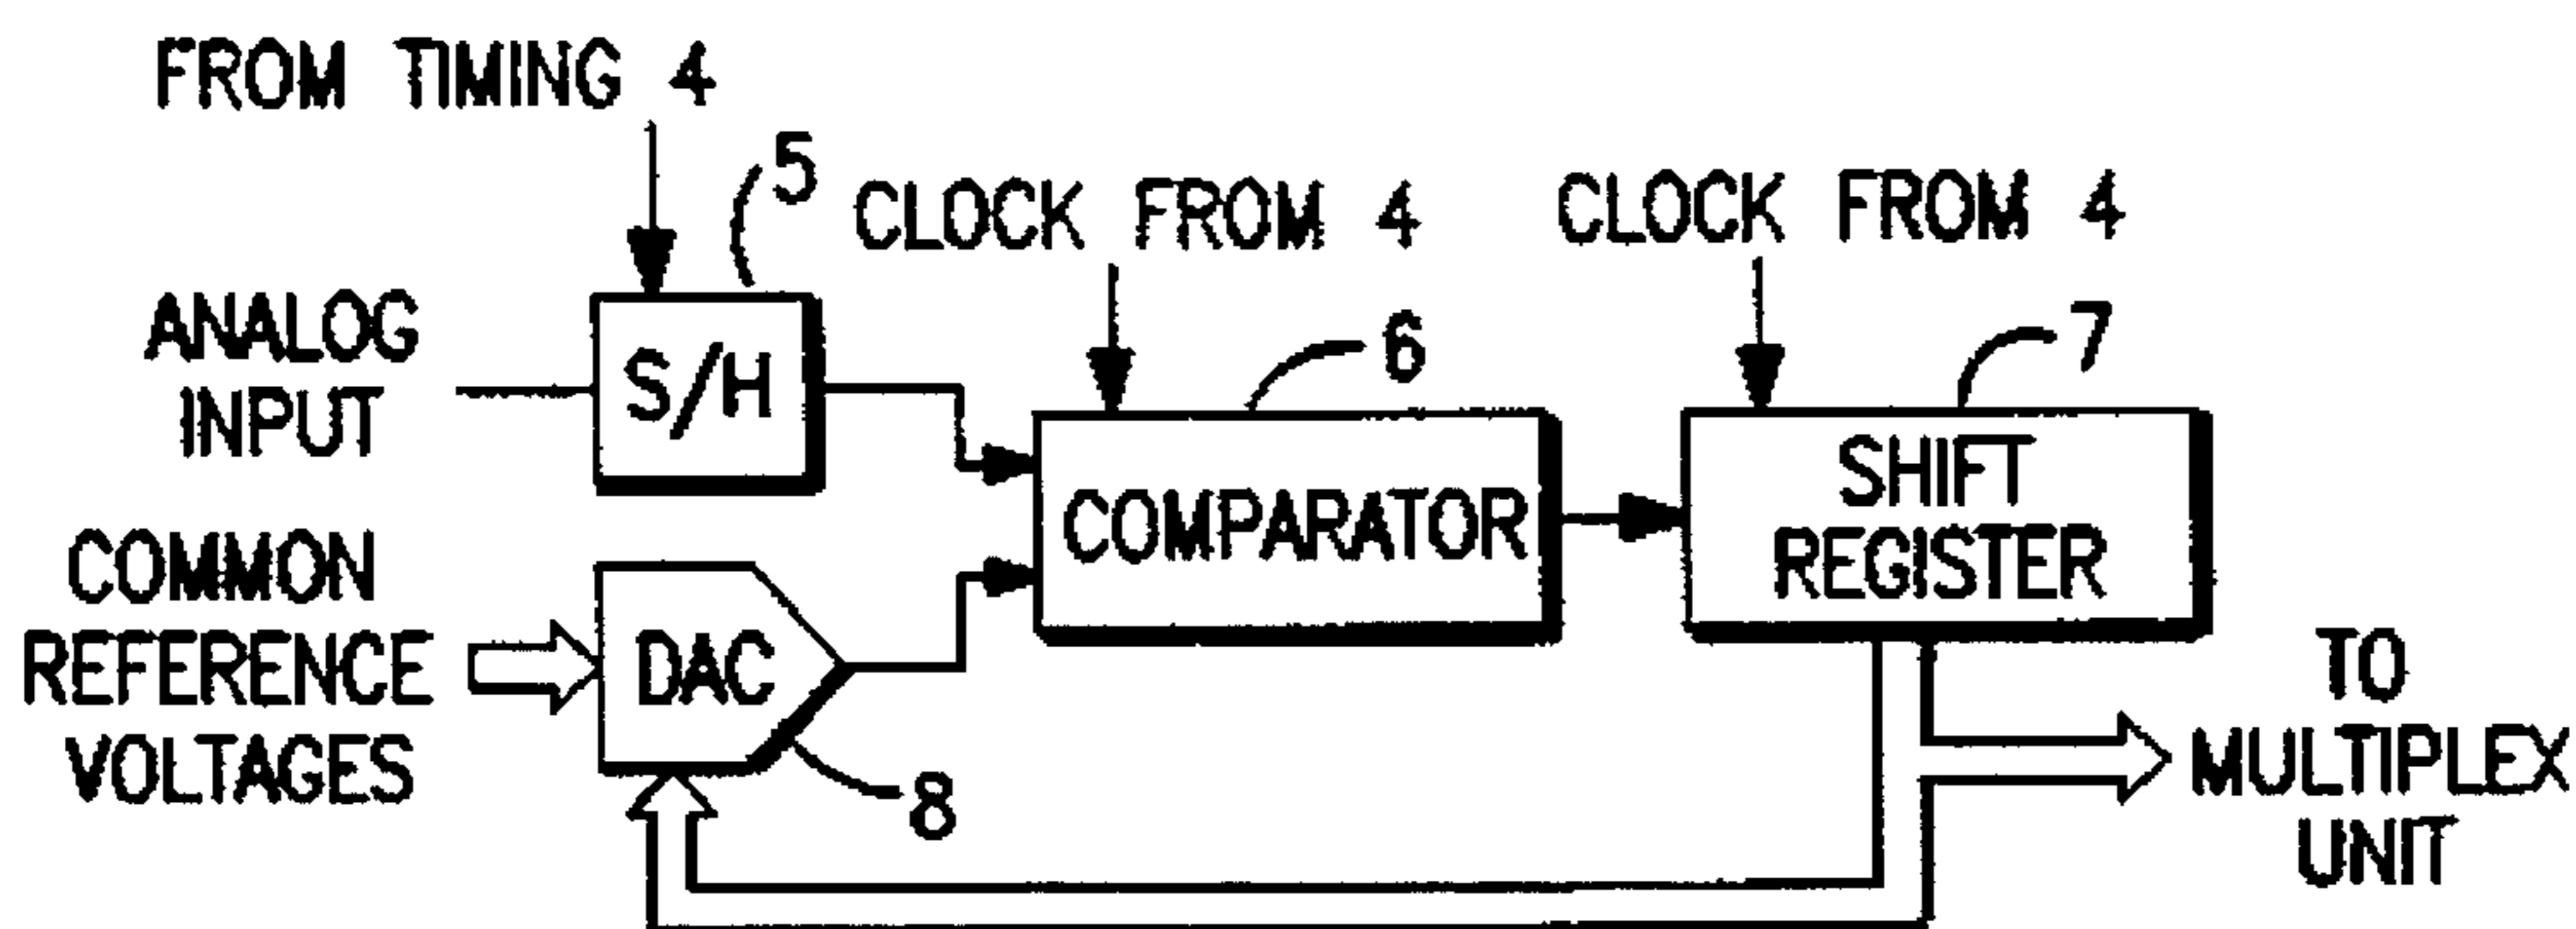 FROM TIMING 4
5
CLOCK FROM 4
CLOCK FROM 4
ANALOG
INPUT
S/H
6
7
COMMON
REFERENCE
VOLTAGES
DAC
8
COMPARATOR
SHIFT
REGISTER
TO
MULTIPLEX
UNIT